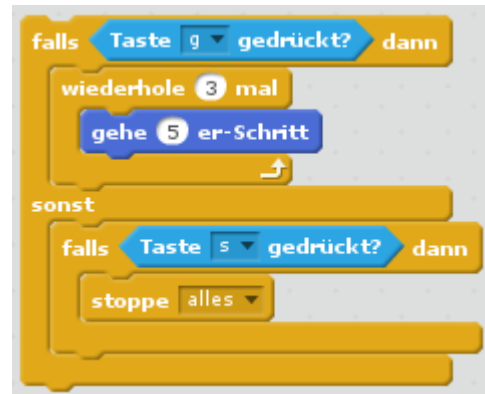 falls Taste g gedrückt? dann
wiederhole 3 mal
gehe 5 er-Schritt
sonst
falls Taste s gedrückt? dann
stoppe alles